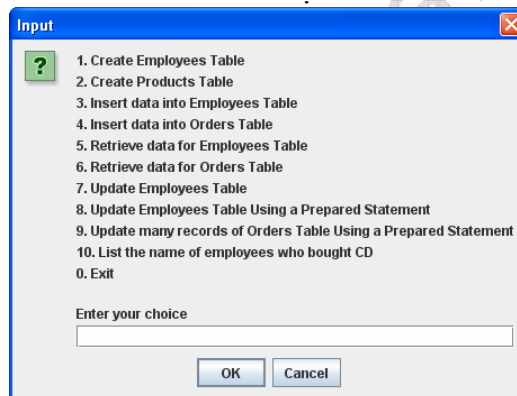 Input
1. Create Employees Table
2. Create Products Table
3. Insert data into Employees Table
4. Insert data into Orders Table
5. Retrieve data for Employees Table
6. Retrieve data for Orders Table
7. Update Employees Table
8. Update Employees Table Using a Prepared Statement
9. Update many records of Orders Table Using a Prepared Statement
10. List the name of employees who bought CD
0. Exit
Enter your choice
OK Cancel